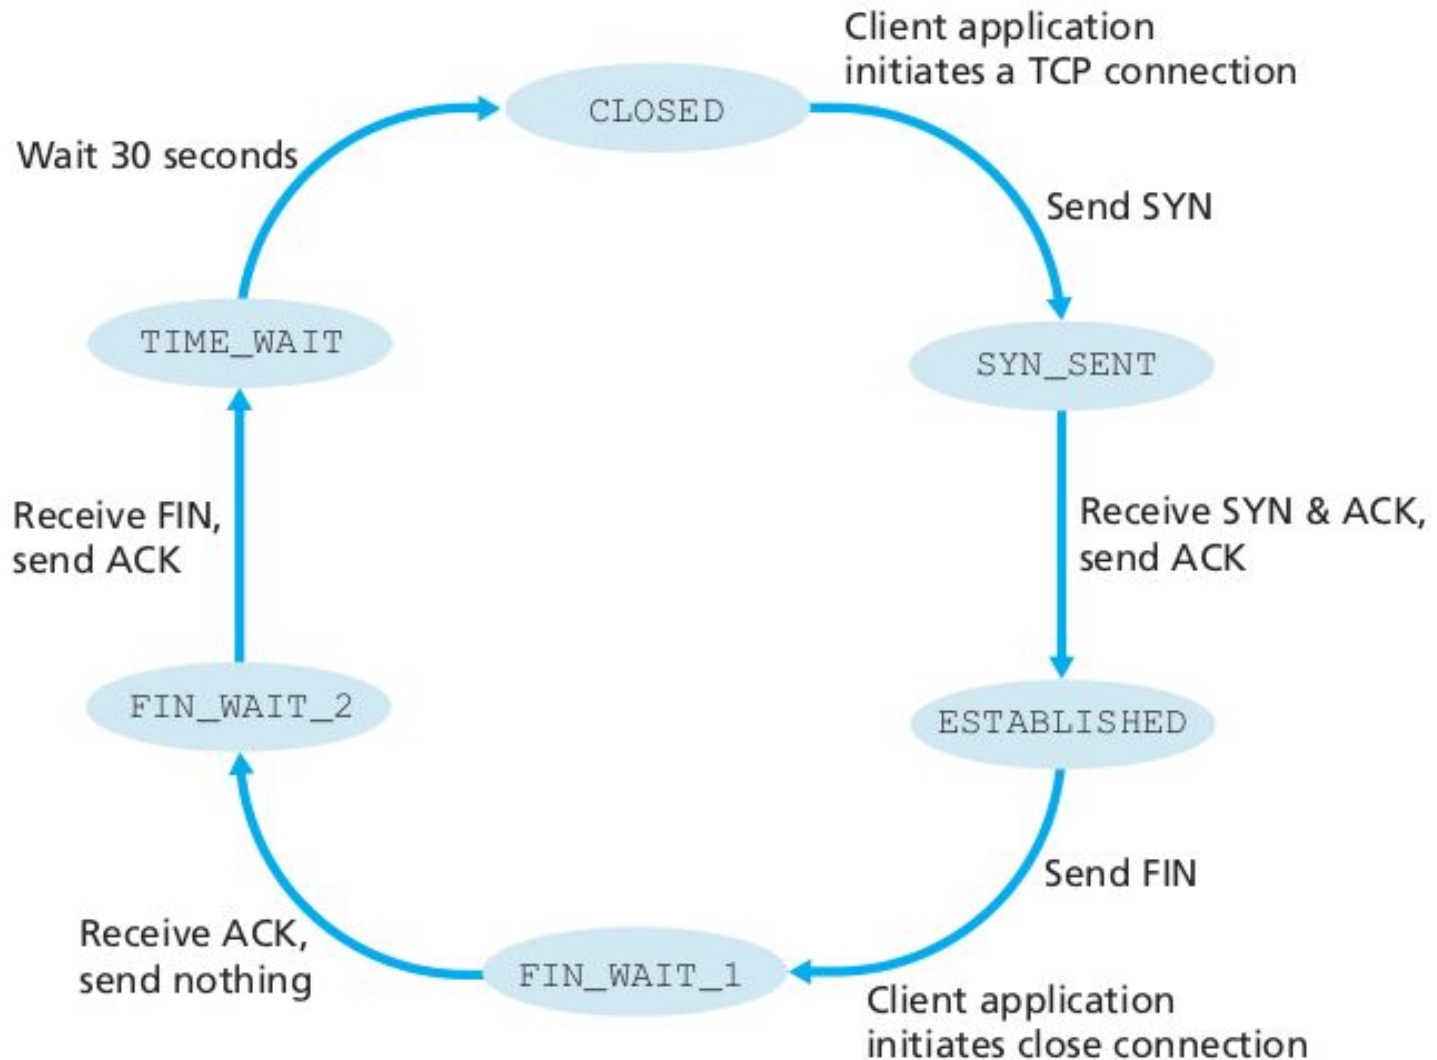 Client application
initiates a TCP connection
CLOSED
Wait 30 seconds
Send SYN
TIME_WAIT
SYN_SENT
Receive FIN,
send ACK
Receive SYN & ACK,
send ACK
FIN_WAIT_2
ESTABLISHED
Send FIN
Receive ACK,
send nothing
FIN_WAIT_1
Client application
initiates close connection